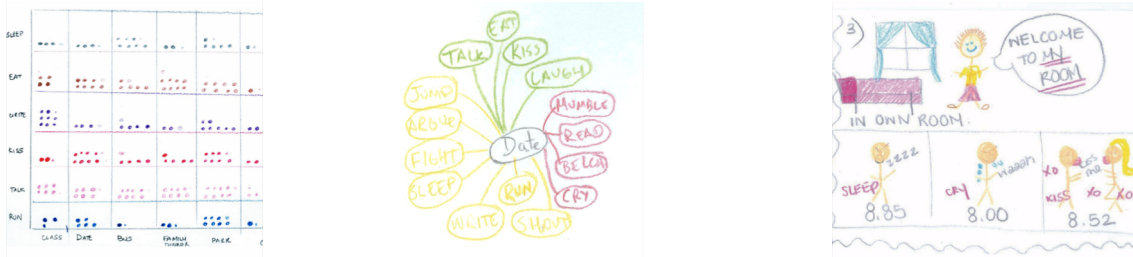 SLEEP
EAT
WRITE
KISS
TALK
RUN
CLASS DATE BUS FAMILY DINNER PARK
EAT
TALK
KISS
LAUGH
JUMP
ARGUE
FIGHT
SLEEP
WRITE
RUN
SHOUT
Date
MUMBLE
READ
BELCH
CRY
3)
WELCOME
TO MY
ROOM
IN OWN ROOM.
ZZZZ
SLEEP
8.85
CRY
8.00
XO
KISS
XO
XO
8.52